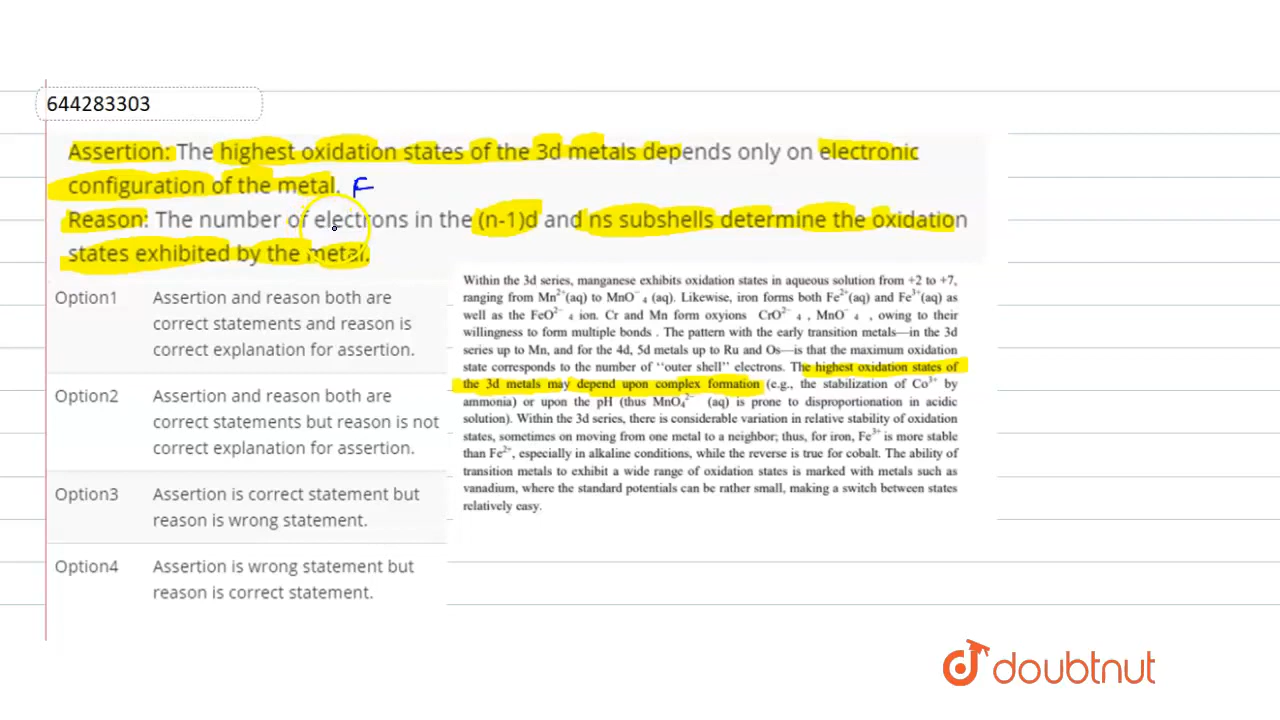 644283303
Assertion: The highest oxidation states of the 3d metals depends only on electronic
configuration of the metal. F
Reason: The number of electrons in the (n-1)d and ns subshells determine the oxidation
states exhibited by the metal.
Option1 Assertion and reason both are
correct statements and reason is
correct explanation for assertion.
Option2 Assertion and reason both are
correct statements but reason is not
correct explanation for assertion.
Option3 Assertion is correct statement but
reason is wrong statement.
Option4 Assertion is wrong statement but
reason is correct statement.
Within the 3d series, manganese exhibits oxidation states in aqueous solution from +2 to +7,
ranging from Mn²⁺(aq) to MnO⁻₄ (aq). Likewise, iron forms both Fe²⁺(aq) and Fe³⁺(aq) as
well as the FeO²⁻₄ ion. Cr and Mn form oxyions CrO²⁻₄ , MnO⁻₄ , owing to their
willingness to form multiple bonds . The pattern with the early transition metals—in the 3d
series up to Mn, and for the 4d, 5d metals up to Ru and Os—is that the maximum oxidation
state corresponds to the number of ‘‘outer shell’’ electrons. The highest oxidation states of
the 3d metals may depend upon complex formation (e.g., the stabilization of Co³⁺ by
ammonia) or upon the pH (thus MnO₄²⁻ (aq) is prone to disproportionation in acidic
solution). Within the 3d series, there is considerable variation in relative stability of oxidation
states, sometimes on moving from one metal to a neighbor; thus, for iron, Fe³⁺ is more stable
than Fe²⁺, especially in alkaline conditions, while the reverse is true for cobalt. The ability of
transition metals to exhibit a wide range of oxidation states is marked with metals such as
vanadium, where the standard potentials can be rather small, making a switch between states
relatively easy.
doubtnut